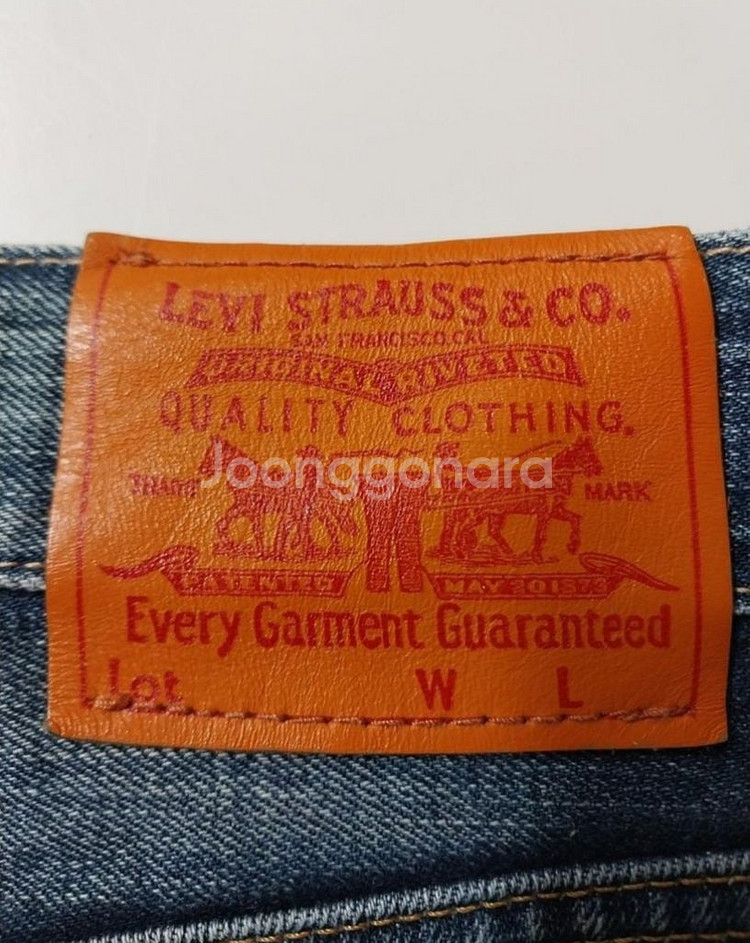 LEVI STRAUSS & CO.
SAN FRANCISCO, CAL
ORIGINAL RIVETED
QUALITY CLOTHING.
Joonggonara
TRADE MARK
PATENTED MAY 20 1873
Every Garment Guaranteed
Lot W L